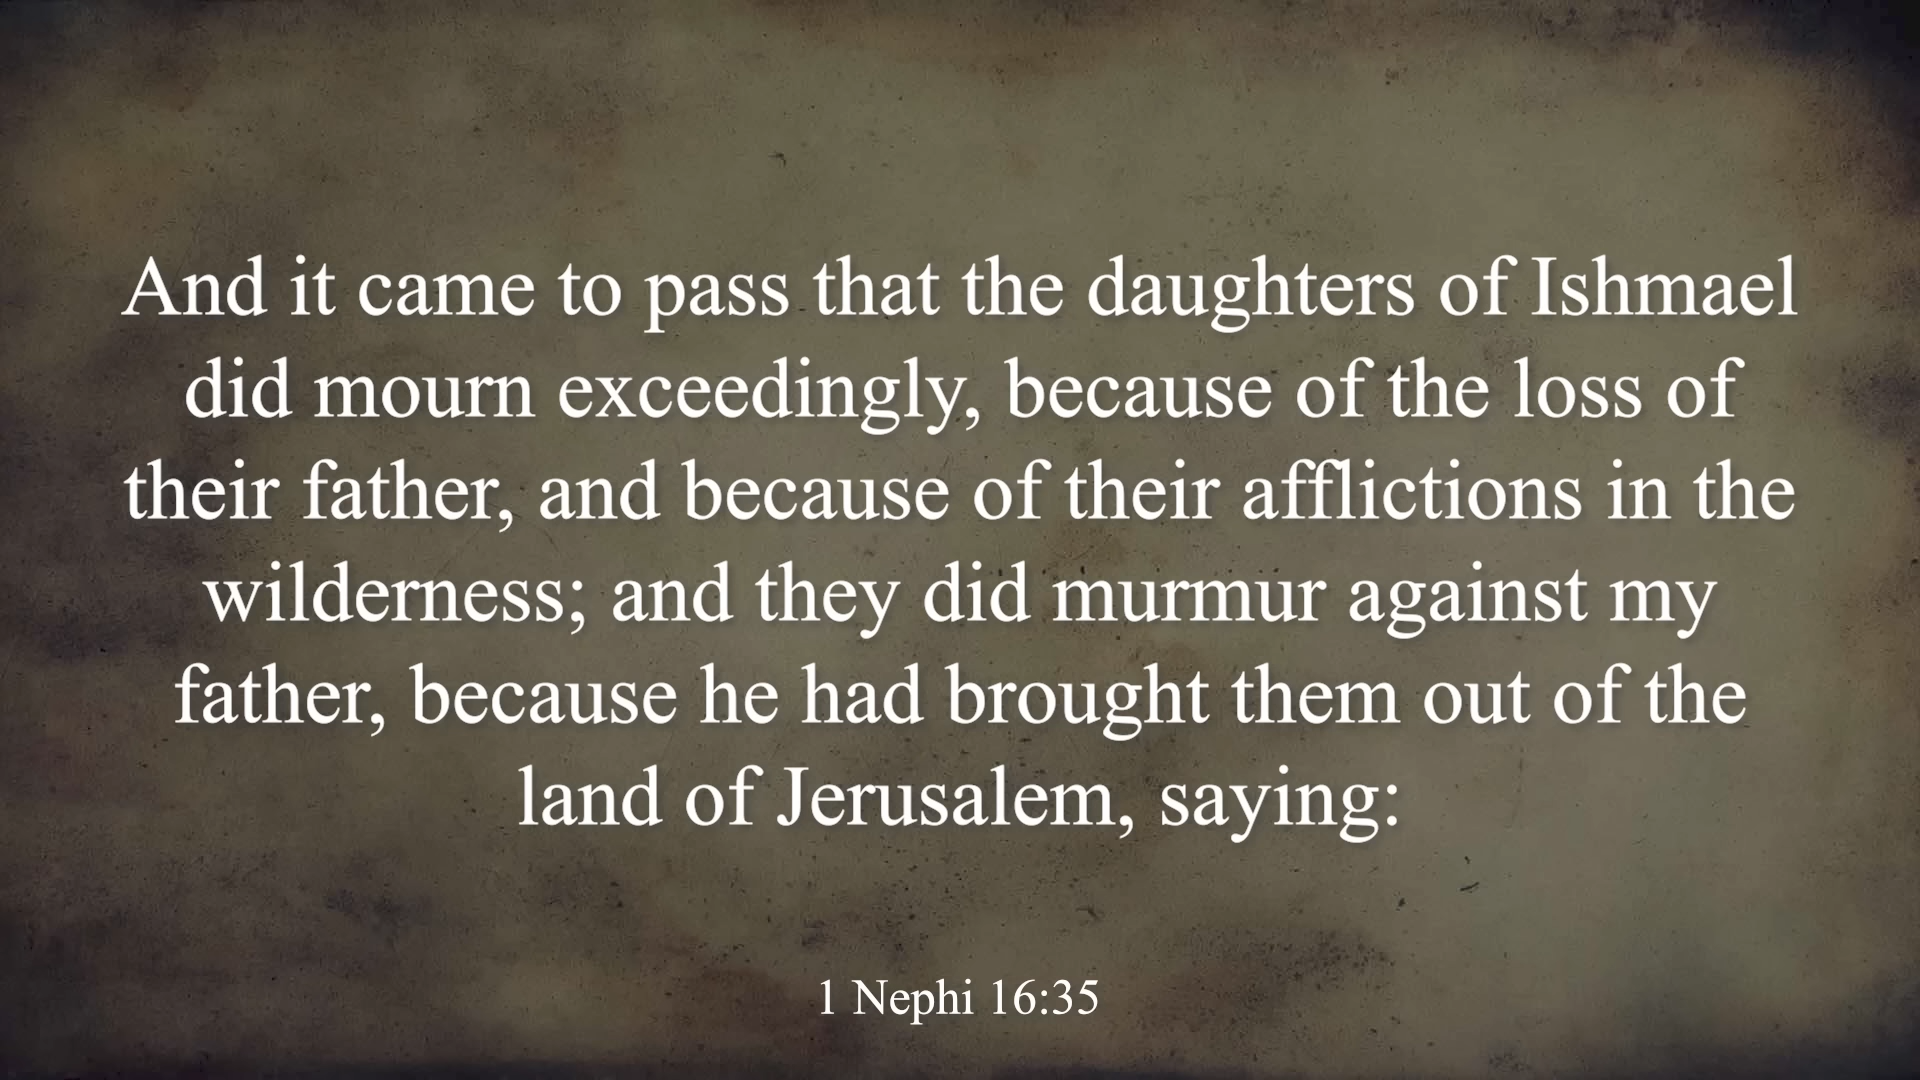 And it came to pass that the daughters of Ishmael
did mourn exceedingly, because of the loss of
their father, and because of their afflictions in the
wilderness; and they did murmur against my
father, because he had brought them out of the
land of Jerusalem, saying:
1 Nephi 16:35